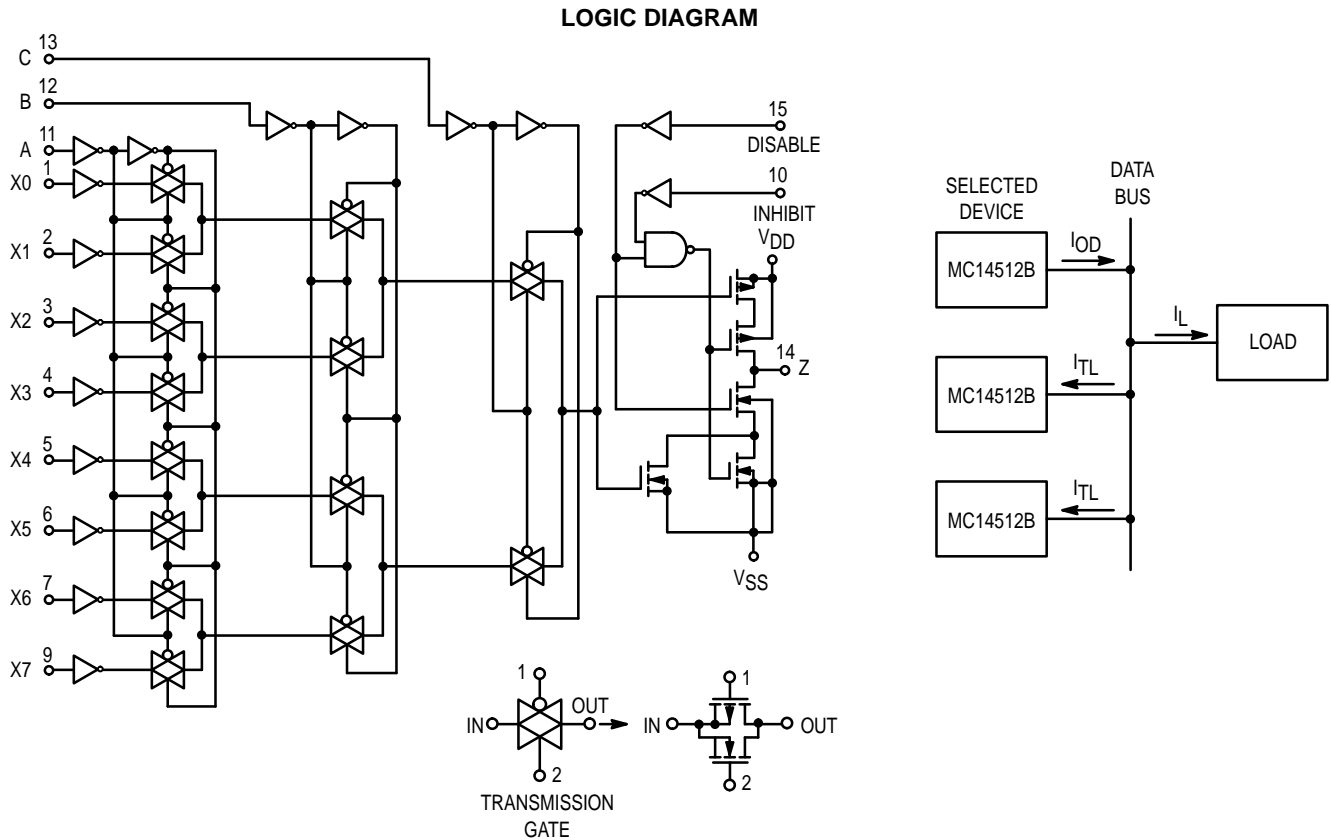 LOGIC DIAGRAM
C 13
B 12
A 11
X0 1
X1 2
X2 3
X3 4
X4 5
X5 6
X6 7
X7 9
15
DISABLE
10
INHIBIT
VDD
14 Z
VSS
SELECTED
DEVICE
DATA
BUS
MC14512B
IOD
IL
LOAD
MC14512B
ITL
MC14512B
ITL
1
IN
OUT
2
TRANSMISSION
GATE
1
IN
OUT
2